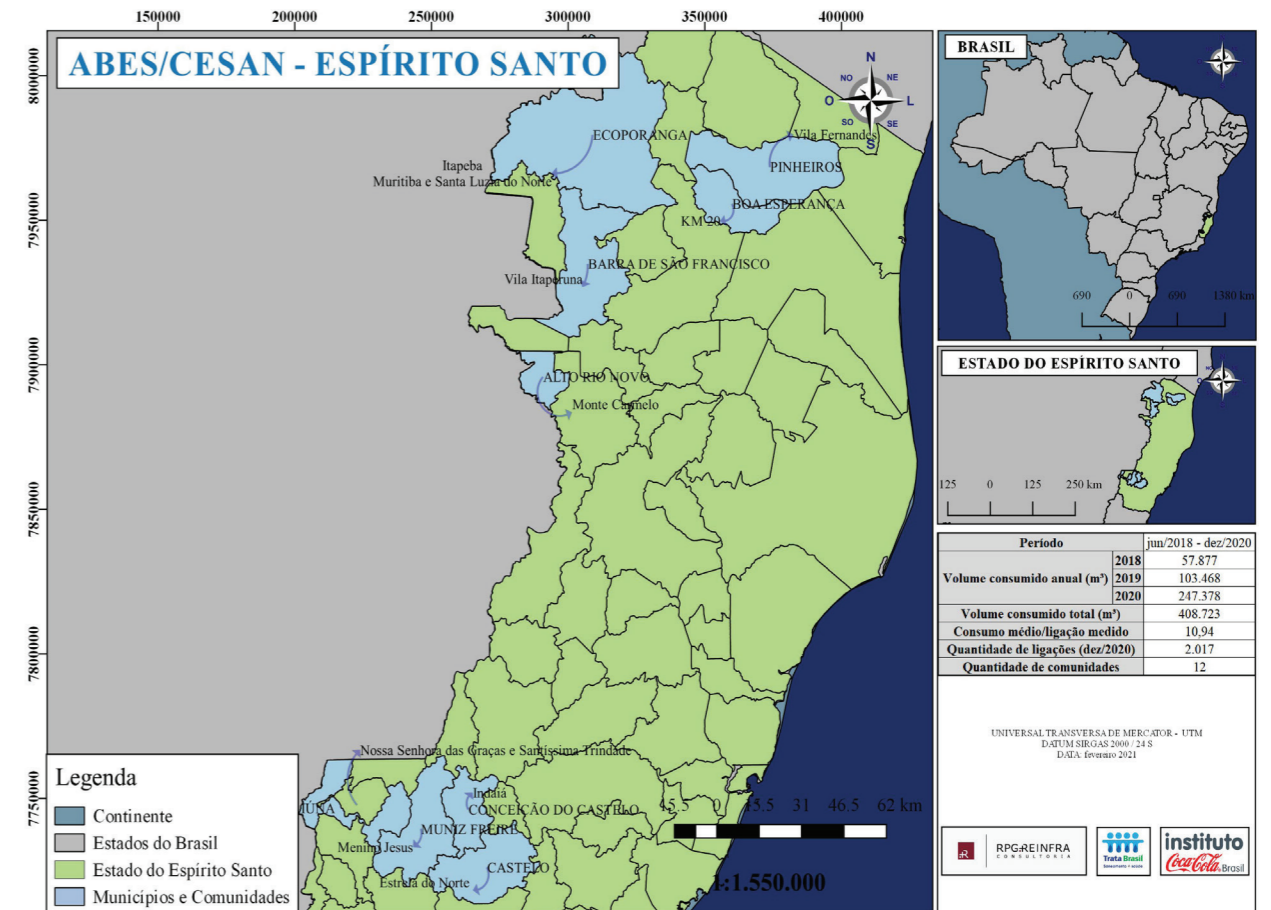 150000 200000 250000 300000 350000 400000
8000000
7950000
7900000
7850000
7800000
7750000
ABES/CESAN - ESPÍRITO SANTO
N
NO NE
O L
SO SE
S
ECOPORANGA
Vila Fernandes
Itapeba
Muritiba e Santa Luzia do Norte
PINHEIROS
BOA ESPERANÇA
KM 20
BARRA DE SÃO FRANCISCO
Vila Itaperuna
ALTO RIO NOVO
Monte Carmelo
Nossa Senhora das Graças e Santíssima Trindade
Indaiá
CONCEIÇÃO DO CASTELO
ÚNA
MUNIZ FREIRE
Menino Jesus
CASTELO
Estrela do Norte
15.5 0 15.5 31 46.5 62 km
1:1.550.000
Legenda
Continente
Estados do Brasil
Estado do Espírito Santo
Municípios e Comunidades
BRASIL
690 0 690 1380 km
ESTADO DO ESPÍRITO SANTO
125 0 125 250 km
Período jun/2018 - dez/2020
Volume consumido anual (m³) 2018 57.877
2019 103.468
2020 247.378
Volume consumido total (m³) 408.723
Consumo médio/ligação medido 10,94
Quantidade de ligações (dez/2020) 2.017
Quantidade de comunidades 12
UNIVERSAL TRANSVERSA DE MERCATOR - UTM
DATUM SIRGAS 2000 / 24 S
DATA: fevereiro 2021
RPG&REINFRA
CONSULTORIA
Trata Brasil
instituto
Coca-Cola Brasil